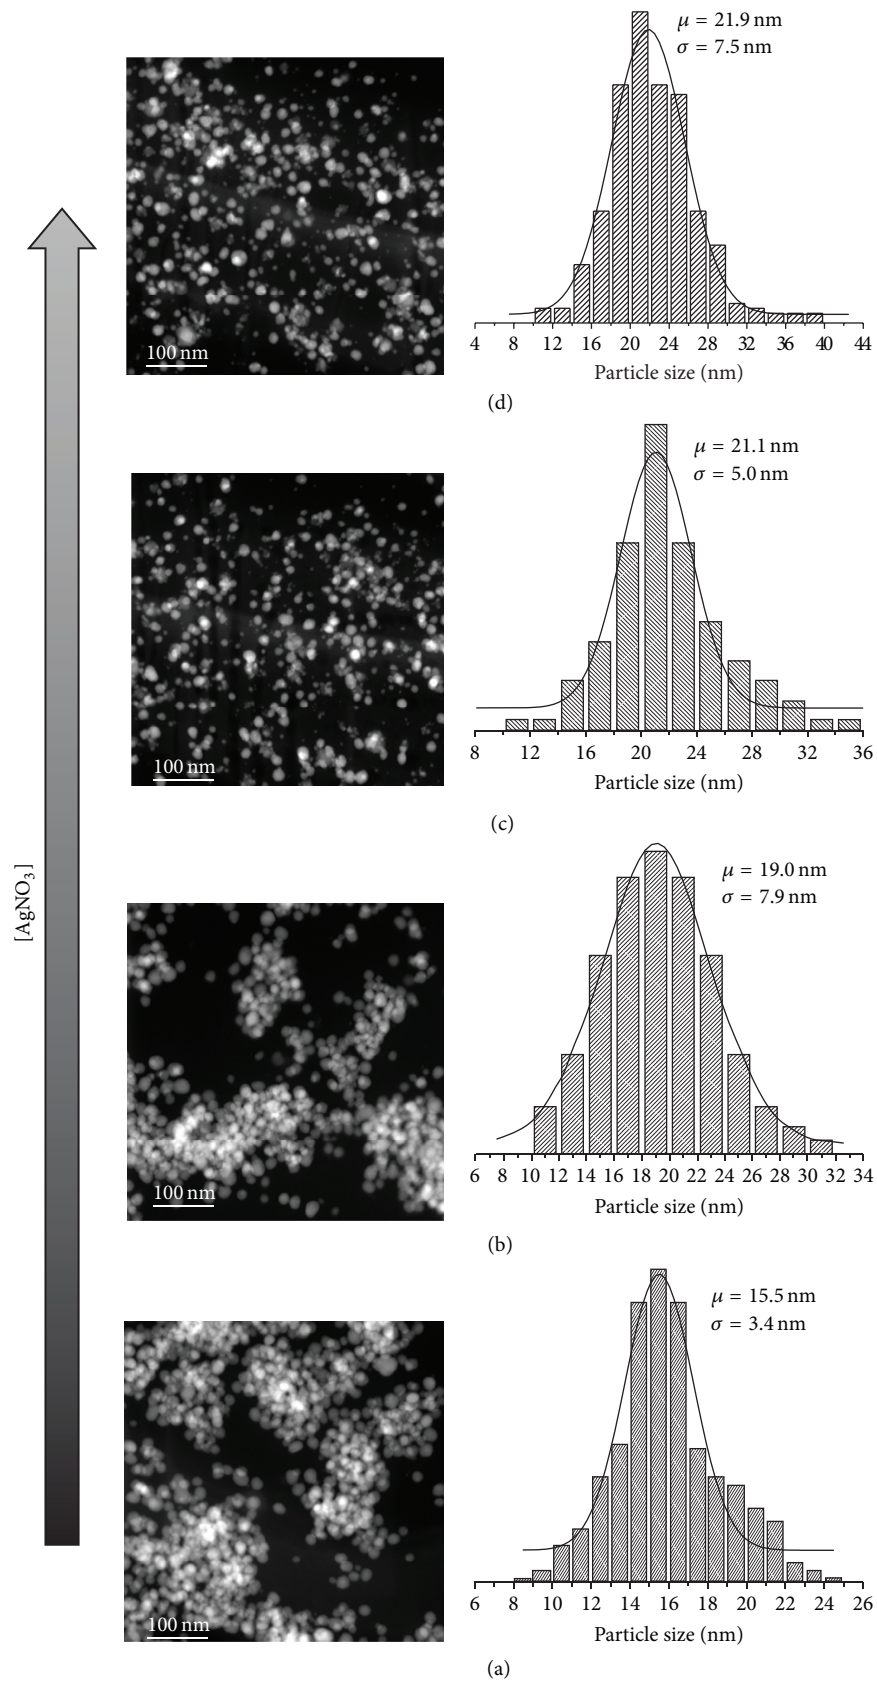 μ = 21.9 nm
σ = 7.5 nm
100 nm
4 8 12 16 20 24 28 32 36 40 44
Particle size (nm)
(d)
μ = 21.1 nm
σ = 5.0 nm
100 nm
8 12 16 20 24 28 32 36
Particle size (nm)
(c)
[AgNO₃]
μ = 19.0 nm
σ = 7.9 nm
100 nm
6 8 10 12 14 16 19 20 22 24 26 28 30 32 34
Particle size (nm)
(b)
μ = 15.5 nm
σ = 3.4 nm
100 nm
6 8 10 12 14 16 18 20 22 24 26
Particle size (nm)
(a)